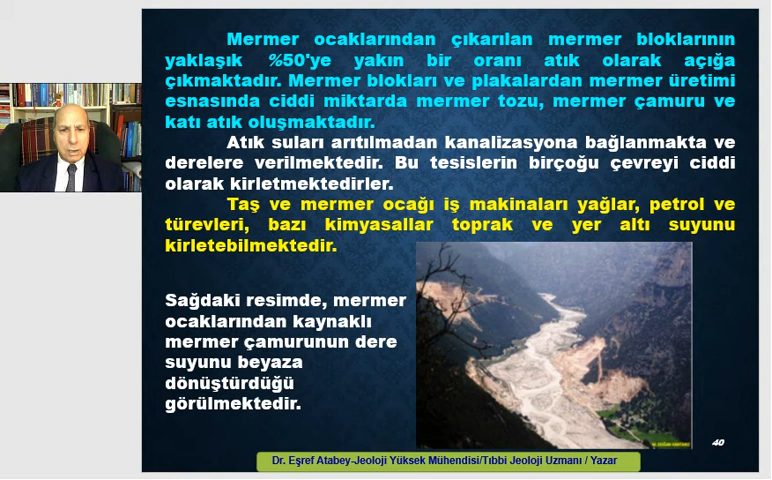 Mermer ocaklarından çıkarılan mermer bloklarının
yaklaşık %50'ye yakın bir oranı atık olarak açığa
çıkmaktadır. Mermer blokları ve plakalardan mermer üretimi
esnasında ciddi miktarda mermer tozu, mermer çamuru ve
katı atık oluşmaktadır.
Atık suları arıtılmadan kanalizasyona bağlanmakta ve
derelere verilmektedir. Bu tesislerin birçoğu çevreyi ciddi
olarak kirletmektedirler.
Taş ve mermer ocağı iş makinaları yağlar, petrol ve
türevleri, bazı kimyasallar toprak ve yer altı suyunu
kirletebilmektedir.
Sağdaki resimde, mermer
ocaklarından kaynaklı
mermer çamurunun dere
suyunu beyaza
dönüştürdüğü
görülmektedir.
40
Dr. Eşref Atabey-Jeoloji Yüksek Mühendisi/Tıbbi Jeoloji Uzmanı / Yazar